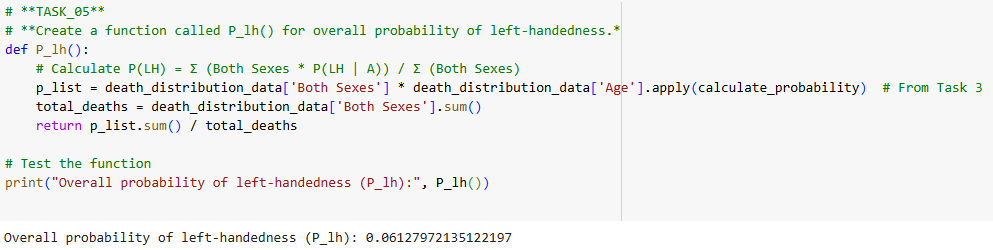 # **TASK_05**
# **Create a function called P_lh() for overall probability of left-handedness.*
def P_lh():
    # Calculate P(LH) = Σ (Both Sexes * P(LH | A)) / Σ (Both Sexes)
    p_list = death_distribution_data['Both Sexes'] * death_distribution_data['Age'].apply(calculate_probability)  # From Task 3
    total_deaths = death_distribution_data['Both Sexes'].sum()
    return p_list.sum() / total_deaths

# Test the function
print("Overall probability of left-handedness (P_lh):", P_lh())

Overall probability of left-handedness (P_lh): 0.06127972135122197